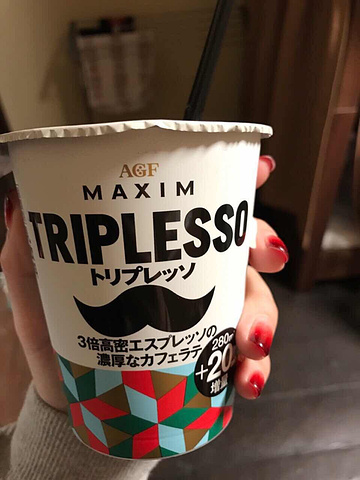 AGF
MAXIM
TRIPLESSO
トリプレッソ
3倍高密エスプレッソの
濃厚なカフェラテ
280
+20
増量